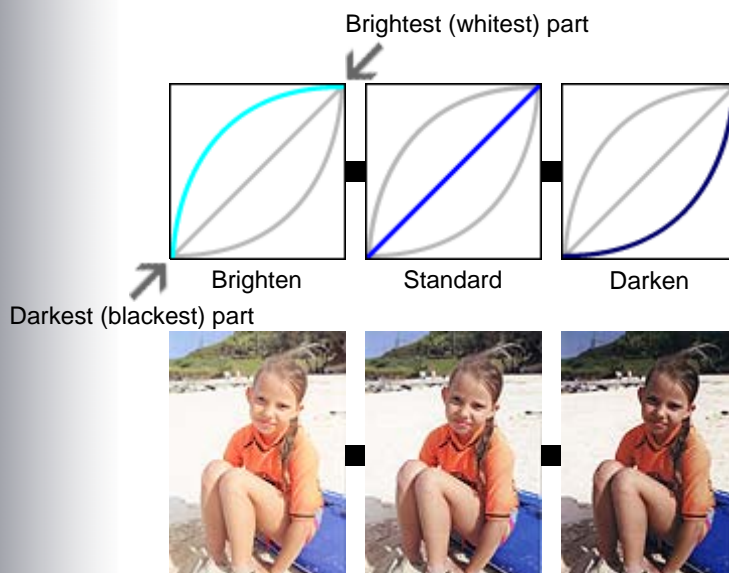 Brightest (whitest) part
Brighten
Standard
Darken
Darkest (blackest) part